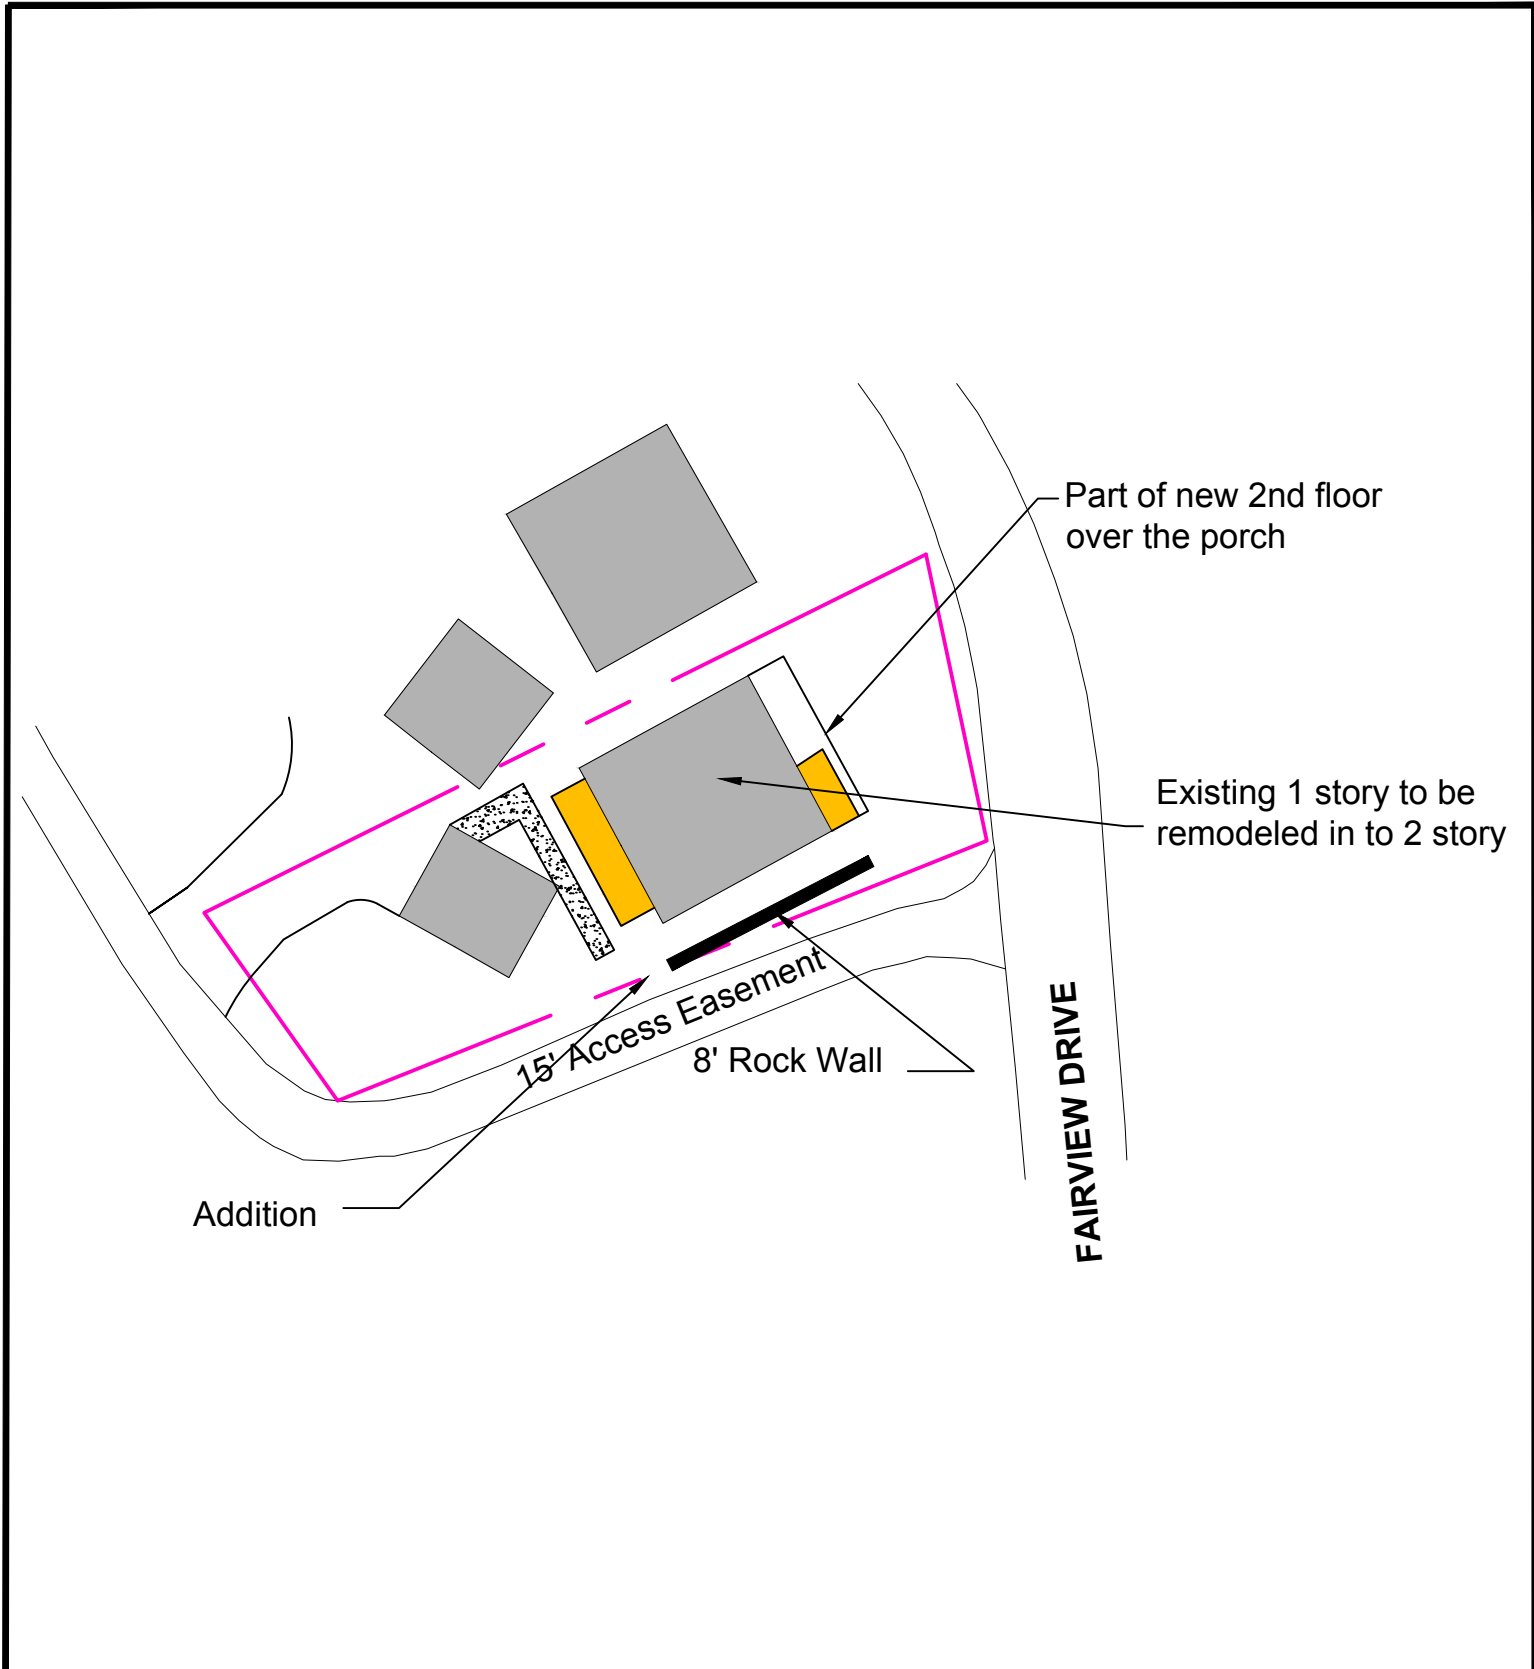 Part of new 2nd floor
over the porch
Existing 1 story to be
remodeled in to 2 story
15' Access Easement
8' Rock Wall
FAIRVIEW DRIVE
Addition